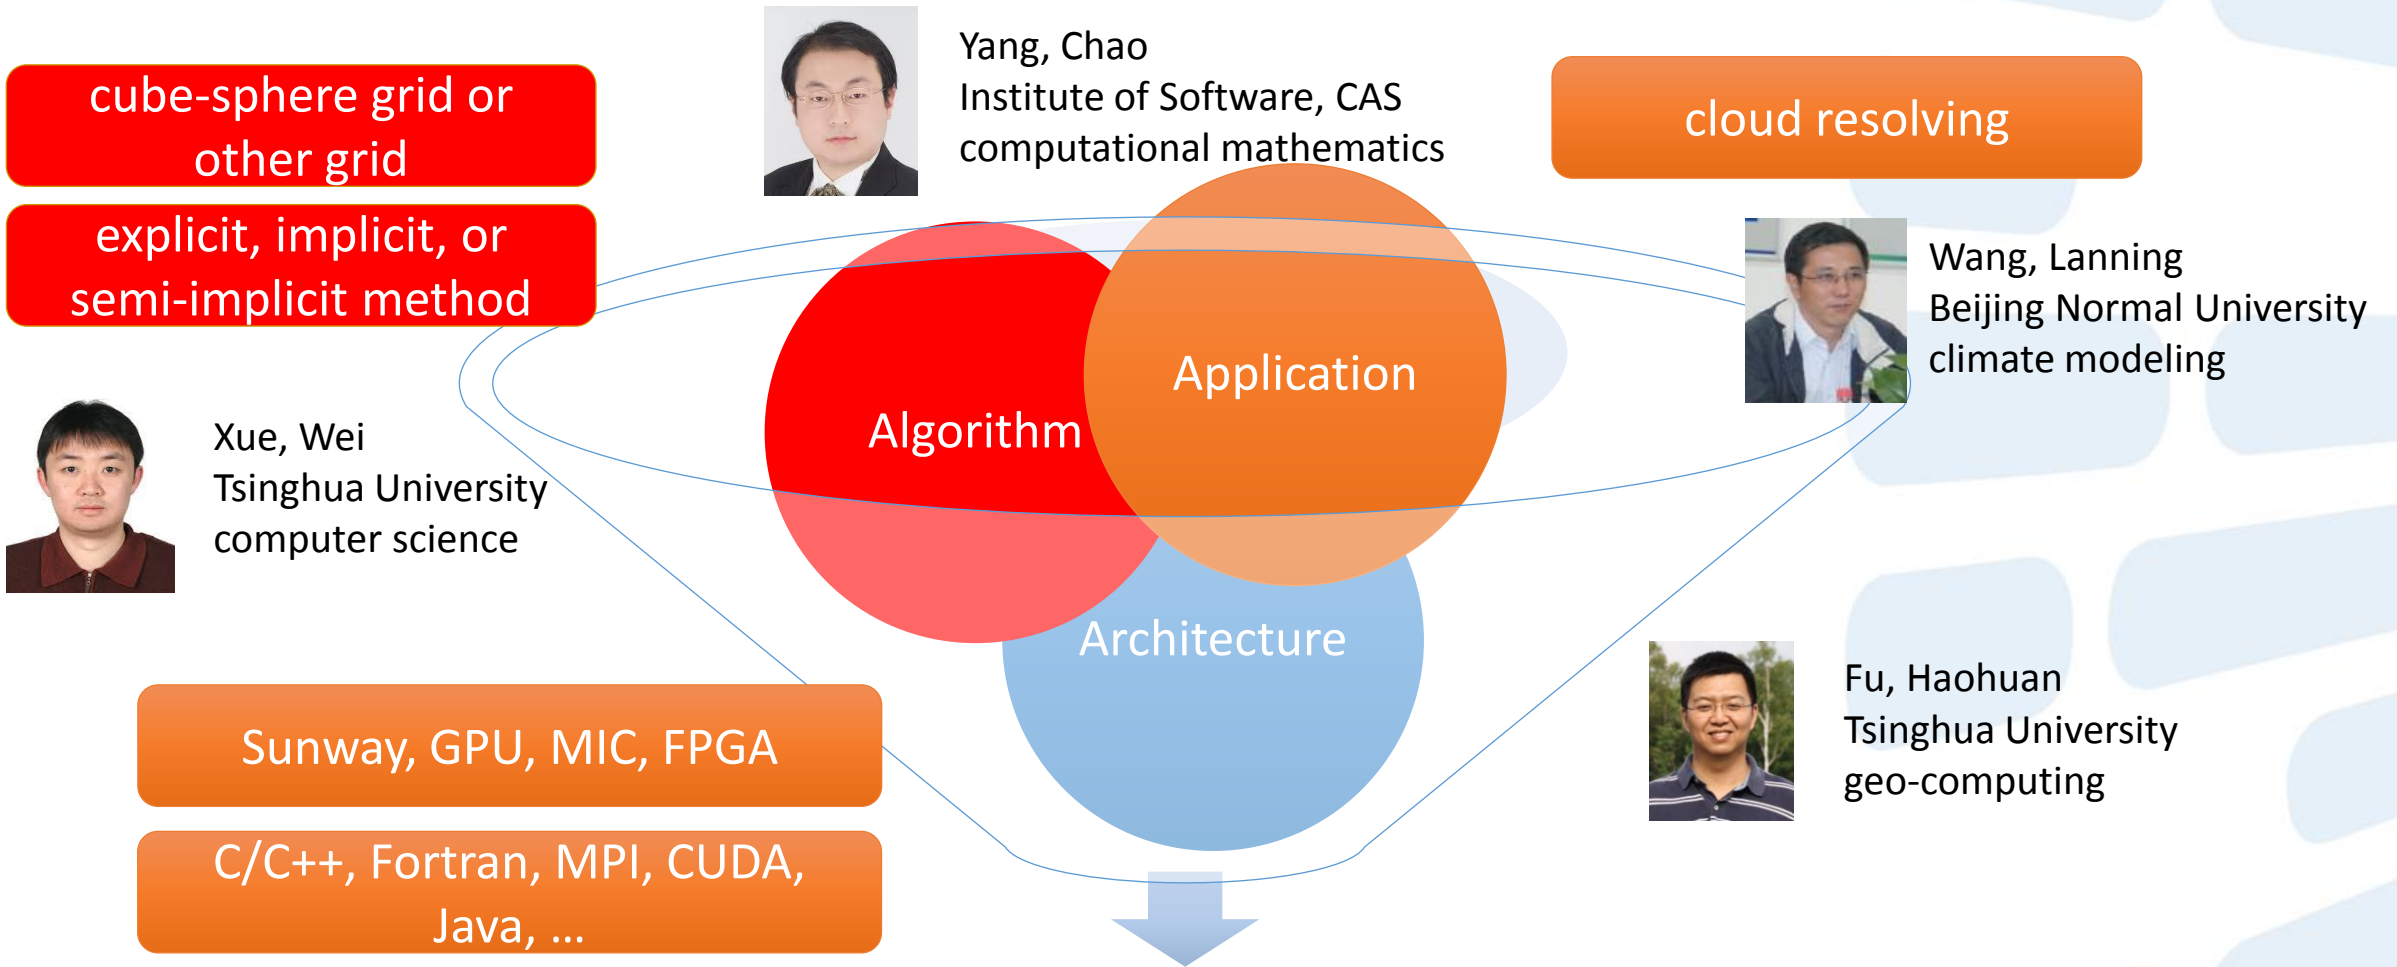 cube-sphere grid or
other grid
explicit, implicit, or
semi-implicit method
Yang, Chao
Institute of Software, CAS
computational mathematics
cloud resolving
Wang, Lanning
Beijing Normal University
climate modeling
Xue, Wei
Tsinghua University
computer science
Algorithm
Application
Architecture
Fu, Haohuan
Tsinghua University
geo-computing
Sunway, GPU, MIC, FPGA
C/C++, Fortran, MPI, CUDA,
Java, ...